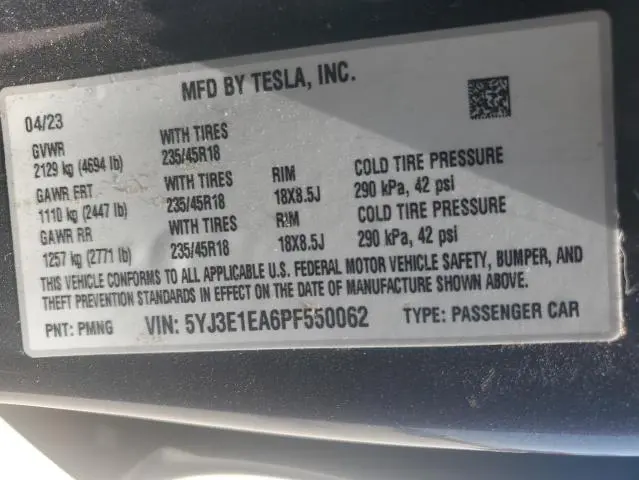 MFD BY TESLA, INC.
04/23
GVWR WITH TIRES
2129 kg (4694 lb) 235/45R18
GAWR FRT WITH TIRES RIM COLD TIRE PRESSURE
1110 kg (2447 lb) 235/45R18 18X8.5J 290 kPa, 42 psi
GAWR RR WITH TIRES RIM COLD TIRE PRESSURE
1257 kg (2771 lb) 235/45R18 18X8.5J 290 kPa, 42 psi
THIS VEHICLE CONFORMS TO ALL APPLICABLE U.S. FEDERAL MOTOR VEHICLE SAFETY, BUMPER, AND
THEFT PREVENTION STANDARDS IN EFFECT ON THE DATE OF MANUFACTURE SHOWN ABOVE.
PNT: PMNG VIN: 5YJ3E1EA6PF550062 TYPE: PASSENGER CAR